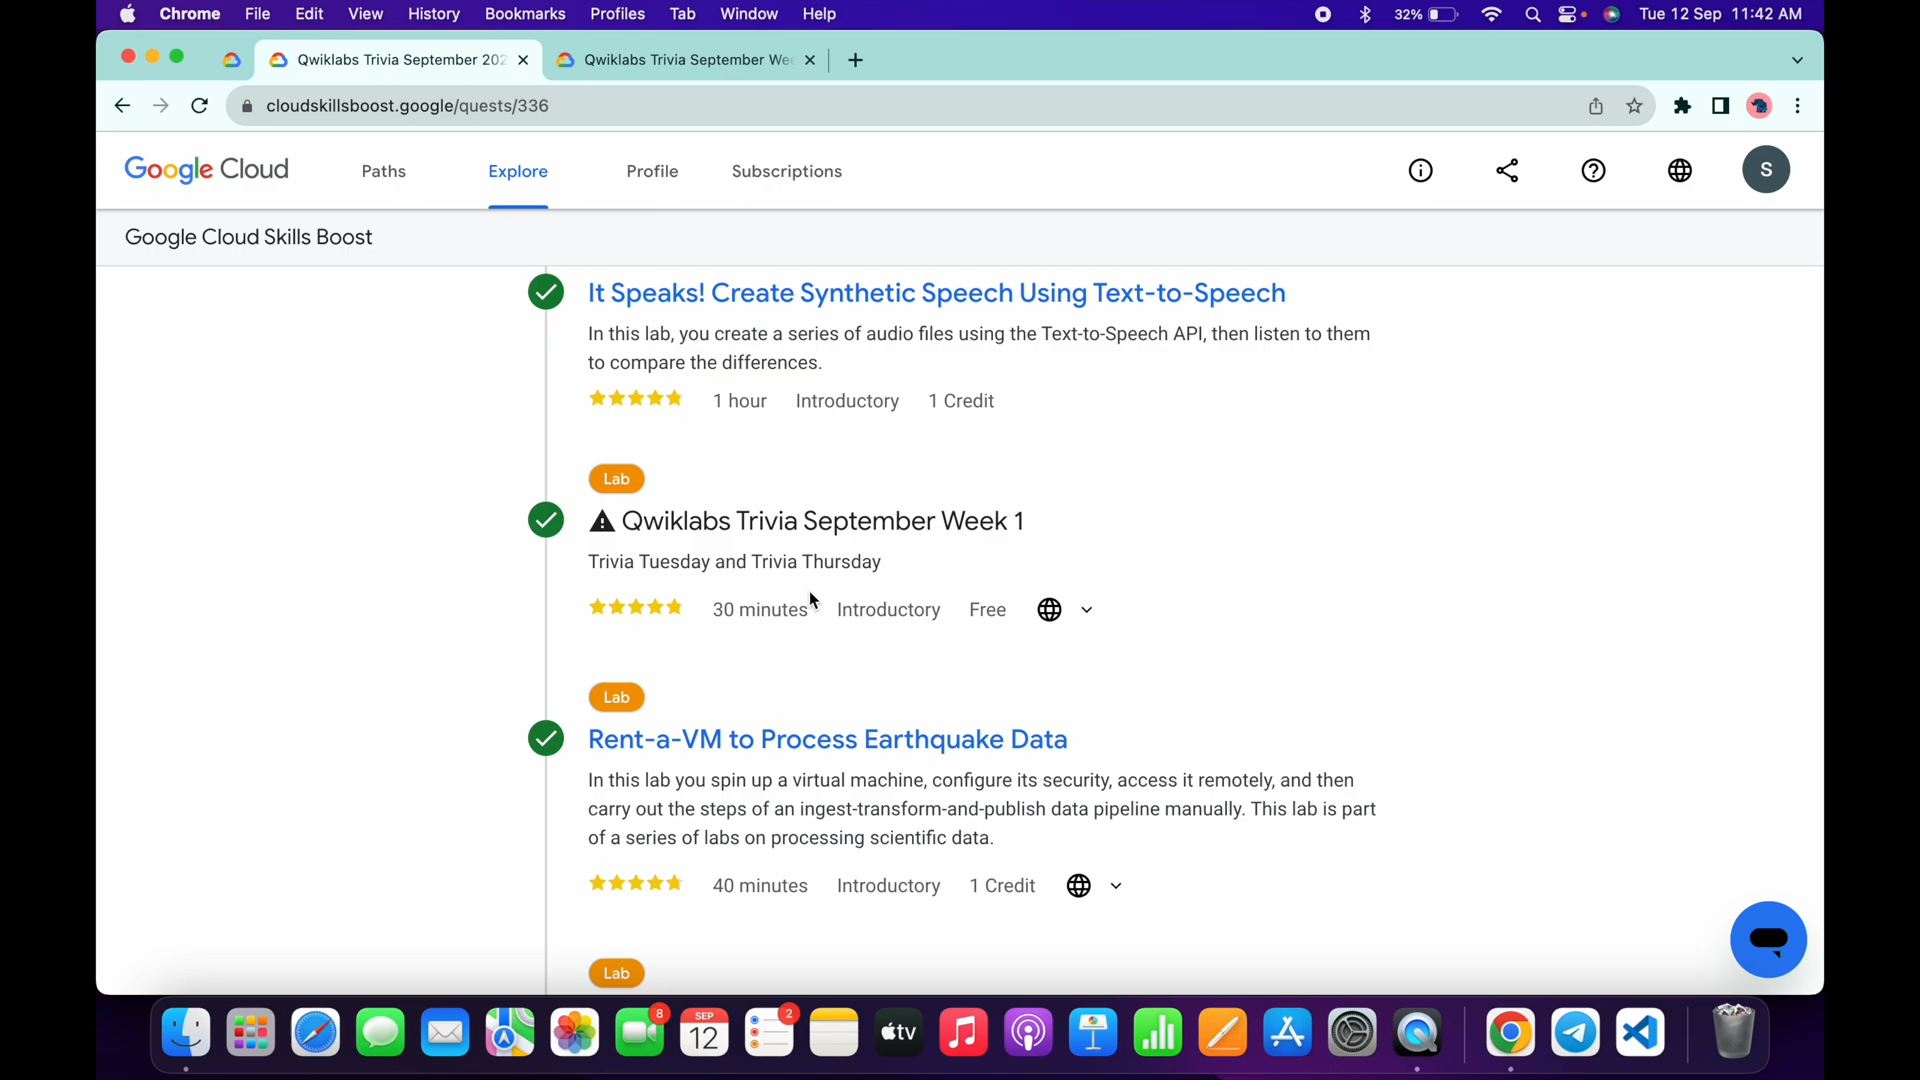 Chrome File Edit View History Bookmarks Profiles Tab Window Help 32% Tue 12 Sep 11:42 AM
Qwiklabs Trivia September 202 Qwiklabs Trivia September We
cloudskillsboost.google/quests/336
Google Cloud Paths Explore Profile Subscriptions S
Google Cloud Skills Boost
It Speaks! Create Synthetic Speech Using Text-to-Speech
In this lab, you create a series of audio files using the Text-to-Speech API, then listen to them
to compare the differences.
1 hour Introductory 1 Credit
Lab
Qwiklabs Trivia September Week 1
Trivia Tuesday and Trivia Thursday
30 minutes Introductory Free
Lab
Rent-a-VM to Process Earthquake Data
In this lab you spin up a virtual machine, configure its security, access it remotely, and then
carry out the steps of an ingest-transform-and-publish data pipeline manually. This lab is part
of a series of labs on processing scientific data.
40 minutes Introductory 1 Credit
Lab
8 SEP 12 2 tv